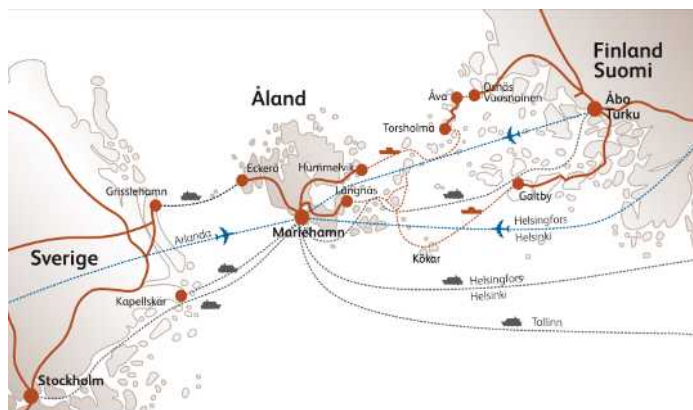 Finland
Suomi
Åland
Åva
Osnäs
Vuosnainen
Åbo
Turku
Torsholma
Eckerö
Hummelvik
Grisslehamn
Långnäs
Galtby
Mariehamn
Arlanda
Helsingfors
Helsinki
Sverige
Kökar
Kapellskär
Helsingfors
Helsinki
Tallinn
Stockholm